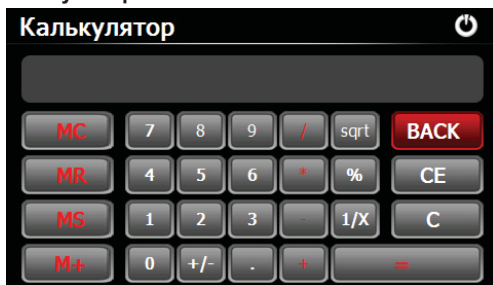 Калькулятор
MC 7 8 9 / sqrt BACK
MR 4 5 6 * % CE
MS 1 2 3 - 1/X C
M+ 0 +/- . + =